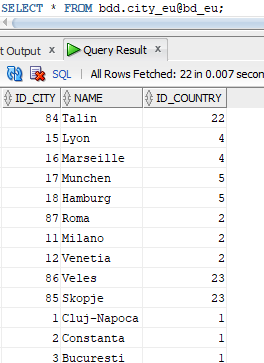 SELECT * FROM bdd.city_eu@bd_eu;
t Output × Query Result ×
SQL | All Rows Fetched: 22 in 0.007 secon
ID_CITY NAME ID_COUNTRY
84 Talin 22
15 Lyon 4
16 Marseille 4
17 Munchen 5
18 Hamburg 5
87 Roma 2
11 Milano 2
12 Venetia 2
86 Veles 23
85 Skopje 23
1 Cluj-Napoca 1
2 Constanta 1
3 Bucuresti 1